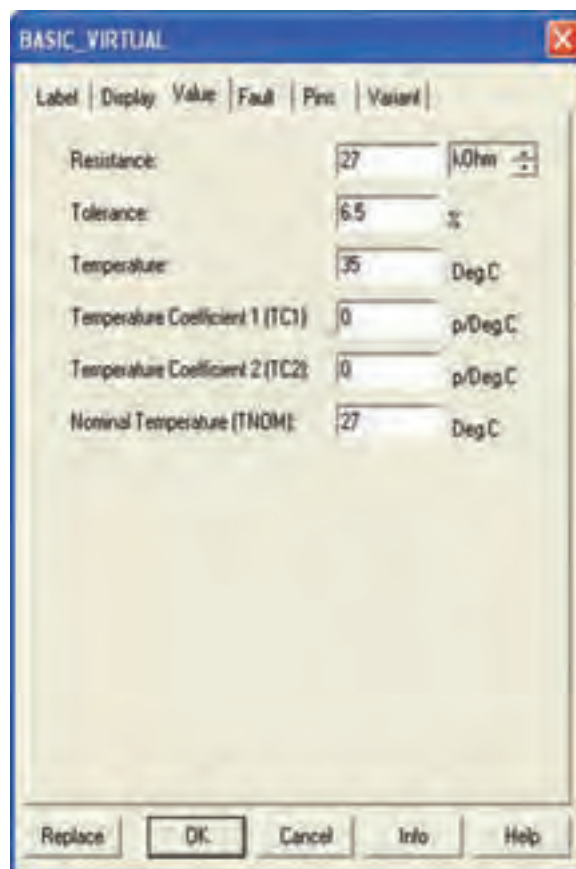 BASIC_VIRTUAL
Label Display Value Fault Pins Variant
Resistance: 27 kOhm
Tolerance: 6.5 %
Temperature: 35 Deg.C
Temperature Coefficient 1 (TC1) 0 p/Deg.C
Temperature Coefficient 2 (TC2): 0 p/Deg.C
Nominal Temperature (TNOM): 27 Deg.C
Replace OK Cancel Info Help